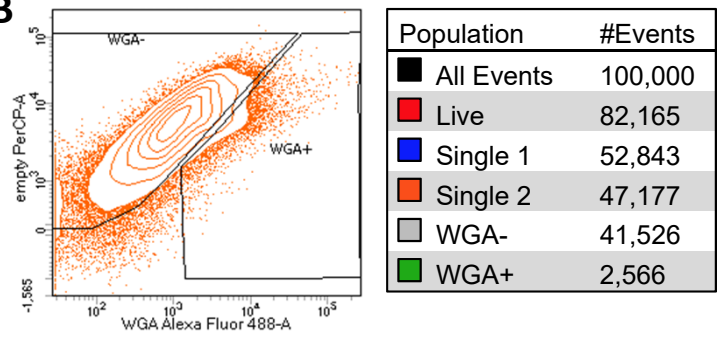 B
WGA-
WGA+
10^5
10^4
10^3
0
-1,565
empty PerCP-A
10^2
10^3
10^4
10^5
WGA Alexa Fluor 488-A
Population #Events
All Events 100,000
Live 82,165
Single 1 52,843
Single 2 47,177
WGA- 41,526
WGA+ 2,566